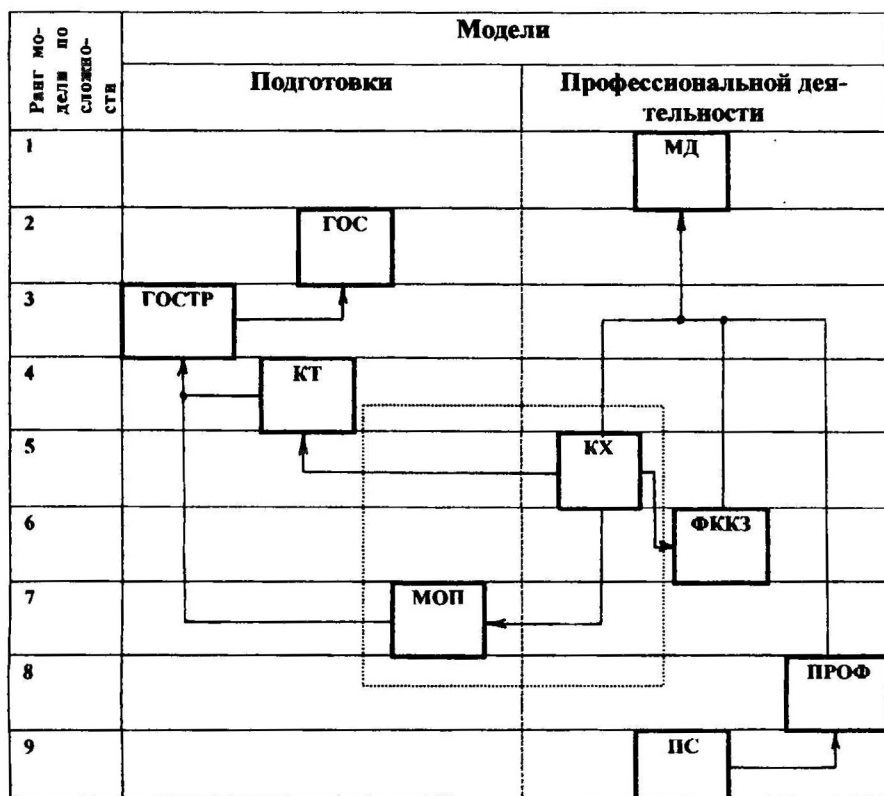 Ранг мо-
дели по
сложно-
сти
Модели
Подготовки
Профессиональной дея-
тельности
1
МД
2
ГОС
3
ГОСТР
4
КТ
5
КХ
6
ФККЗ
7
МОП
8
ПРОФ
9
ПС